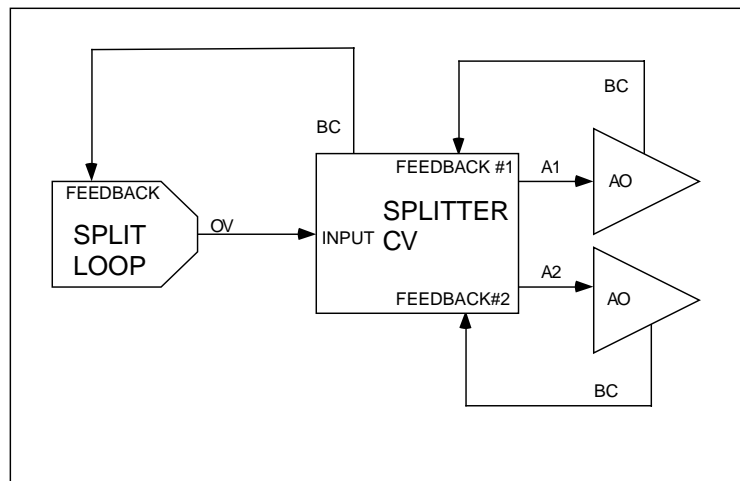 BC
BC
FEEDBACK #1
A1
AO
FEEDBACK
SPLIT
LOOP
OV
INPUT
SPLITTER
CV
A2
AO
FEEDBACK#2
BC